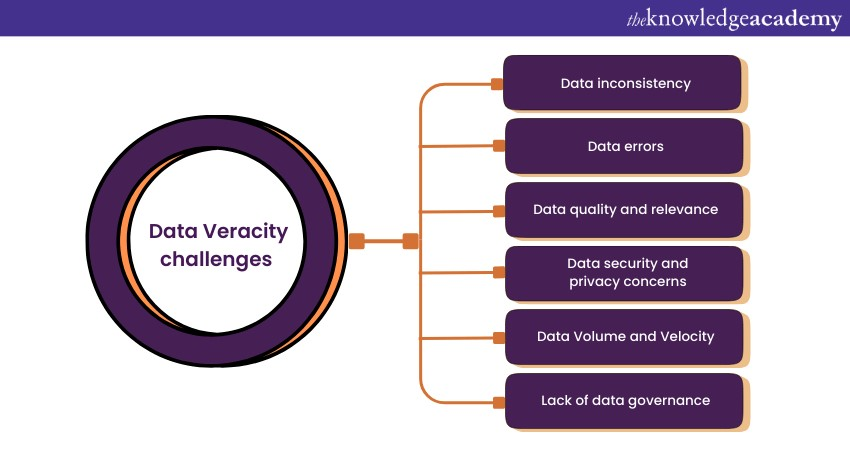 theknowledgeacademy
Data Veracity
challenges
Data inconsistency
Data errors
Data quality and relevance
Data security and
privacy concerns
Data Volume and Velocity
Lack of data governance